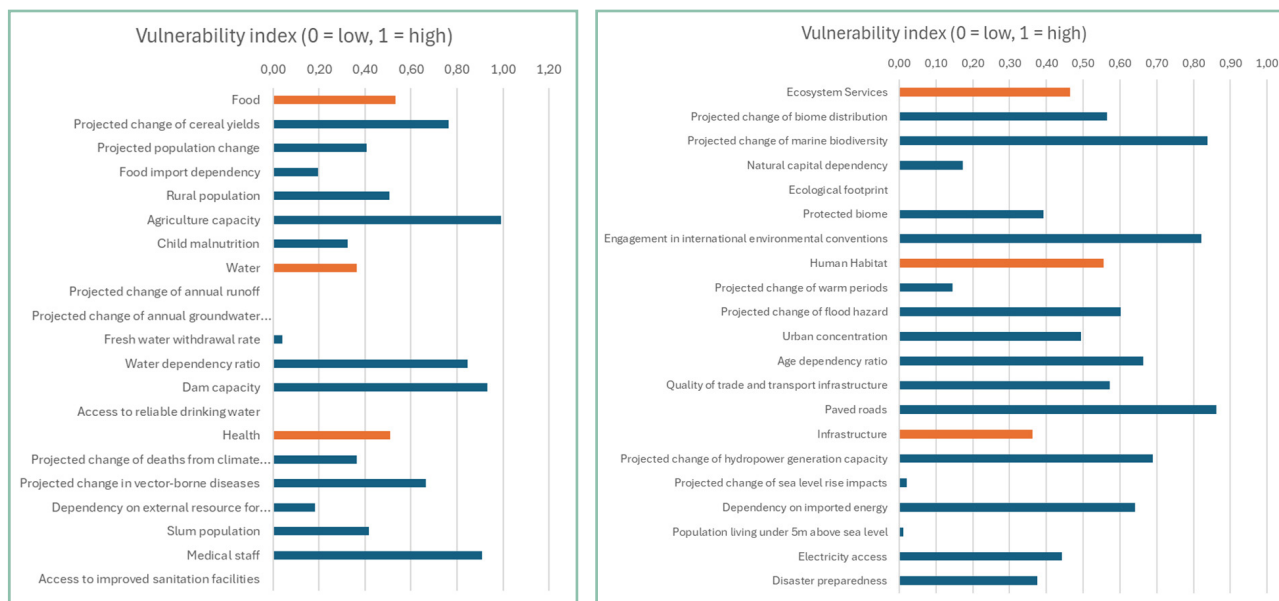 Vulnerability index (0 = low, 1 = high)
0,00 0,20 0,40 0,60 0,80 1,00 1,20
Food
Projected change of cereal yields
Projected population change
Food import dependency
Rural population
Agriculture capacity
Child malnutrition
Water
Projected change of annual runoff
Projected change of annual groundwater...
Fresh water withdrawal rate
Water dependency ratio
Dam capacity
Access to reliable drinking water
Health
Projected change of deaths from climate...
Projected change in vector-borne diseases
Dependency on external resource for...
Slum population
Medical staff
Access to improved sanitation facilities
Vulnerability index (0 = low, 1 = high)
0,00 0,10 0,20 0,30 0,40 0,50 0,60 0,70 0,80 0,90 1,00
Ecosystem Services
Projected change of biome distribution
Projected change of marine biodiversity
Natural capital dependency
Ecological footprint
Protected biome
Engagement in international environmental conventions
Human Habitat
Projected change of warm periods
Projected change of flood hazard
Urban concentration
Age dependency ratio
Quality of trade and transport infrastructure
Paved roads
Infrastructure
Projected change of hydropower generation capacity
Projected change of sea level rise impacts
Dependency on imported energy
Population living under 5m above sea level
Electricity access
Disaster preparedness